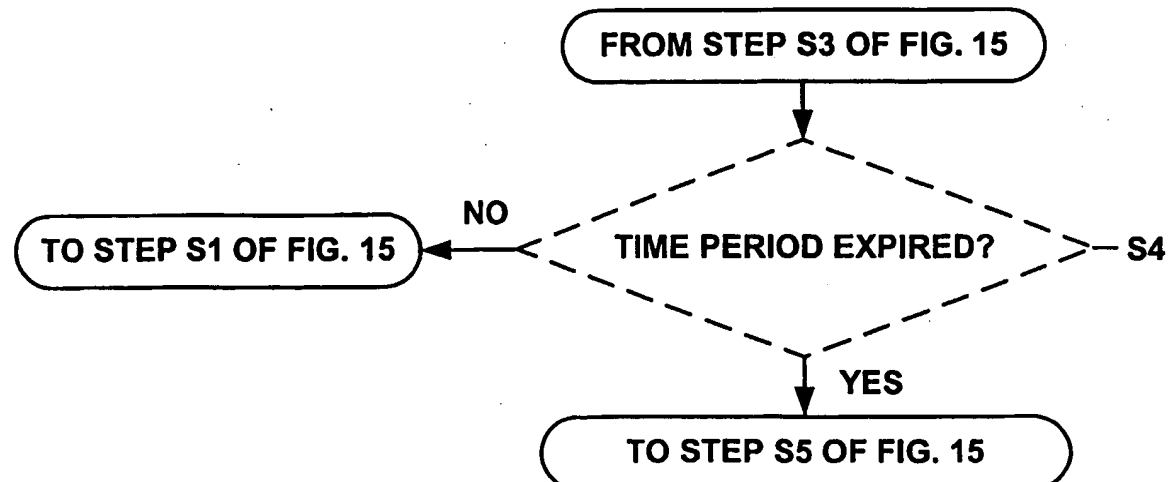 FROM STEP S3 OF FIG. 15
NO
TO STEP S1 OF FIG. 15
TIME PERIOD EXPIRED?
S4
YES
TO STEP S5 OF FIG. 15